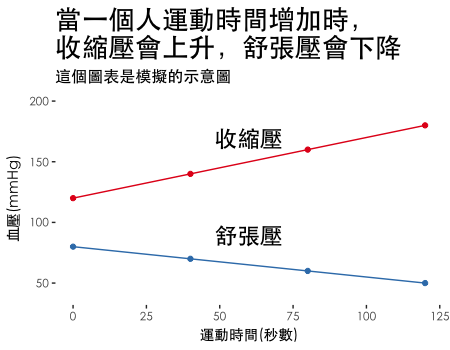 當一個人運動時間增加時，
收縮壓會上升，舒張壓會下降
這個圖表是模擬的示意圖
200
收縮壓
150
血壓(mmHg)
100
舒張壓
50
0 25 50 75 100 125
運動時間(秒數)